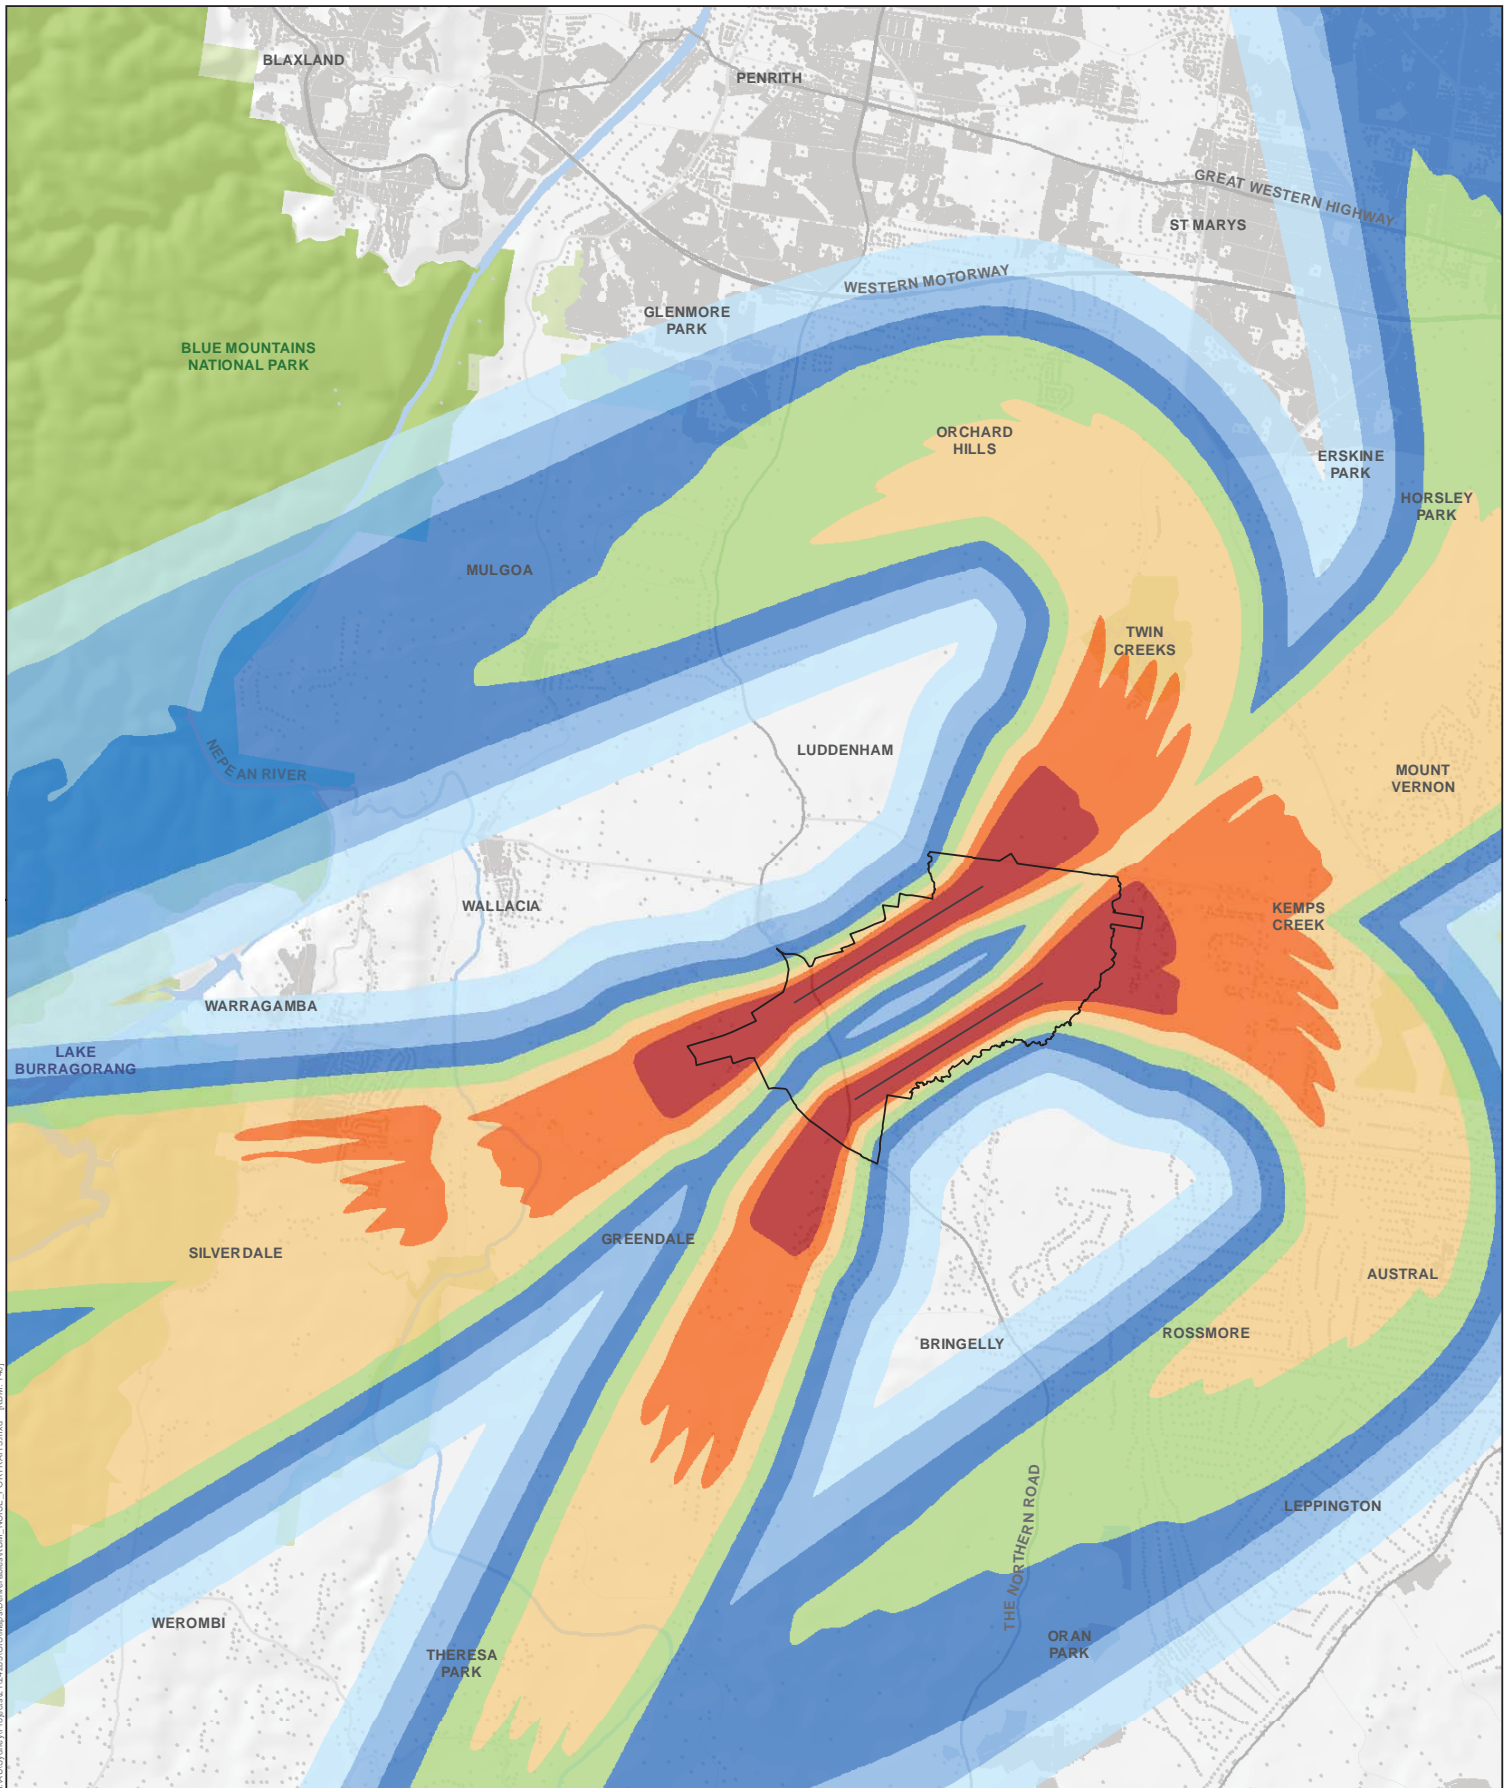 BLAXLAND
PENRITH
GREAT WESTERN HIGHWAY
ST MARYS
WESTERN MOTORWAY
GLENMORE
PARK
BLUE MOUNTAINS
NATIONAL PARK
ORCHARD
HILLS
ERSKINE
PARK
HORSLEY
PARK
MULGOA
TWIN
CREEKS
LUDDENHAM
NEPEAN RIVER
MOUNT
VERNON
WALLACIA
KEMPS
CREEK
WARRAGAMBA
LAKE
BURRAGORANG
GREENDALE
SILVERDALE
AUSTRAL
ROSSMORE
BRINGELLY
LEPPINGTON
THE NORTHERN ROAD
WEROMBI
ORAN
PARK
THERESA
PARK